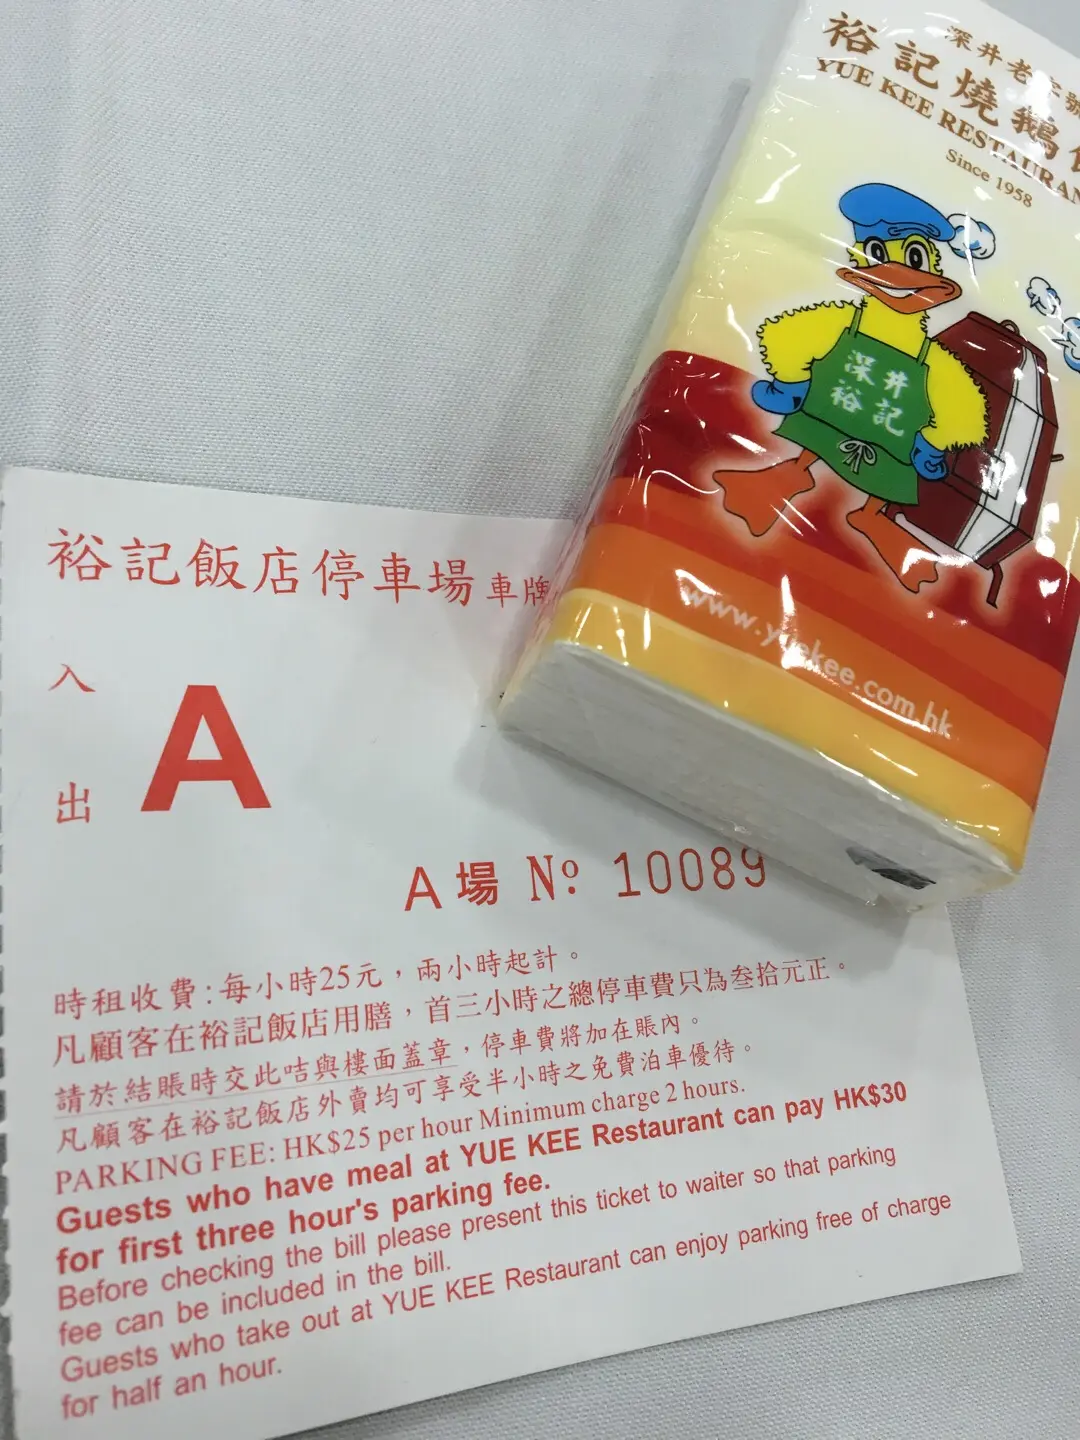 深井老字號
裕記燒鵝
YUE KEE RESTAURAN
Since 1958
深井
裕記
www.yuekee.com.hk
裕記飯店停車場 車牌
入
A
出
A場 Nº 10089
時租收費:每小時25元,兩小時起計。
凡顧客在裕記飯店用膳,首三小時之總停車費只為叁拾元正。
請於結賬時交此咭與樓面蓋章,停車費將加在賬內。
凡顧客在裕記飯店外賣均可享受半小時之免費泊車優待。
PARKING FEE: HK$25 per hour Minimum charge 2 hours.
Guests who have meal at YUE KEE Restaurant can pay HK$30
for first three hour's parking fee.
Before checking the bill please present this ticket to waiter so that parking
fee can be included in the bill.
Guests who take out at YUE KEE Restaurant can enjoy parking free of charge
for half an hour.